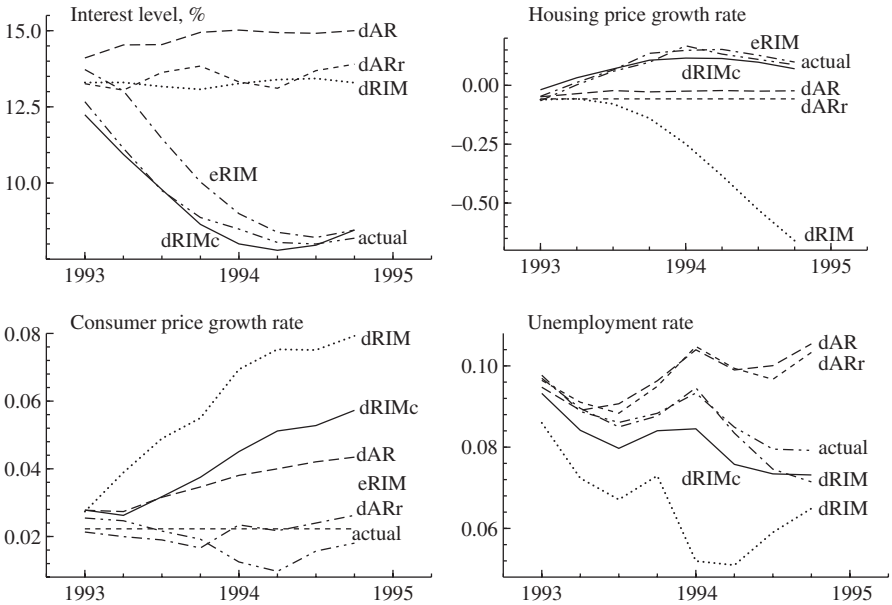 Interest level, %
15.0
12.5
10.0
dAR
dARr
dRIM
eRIM
dRIMc
actual
1993
1994
1995
Housing price growth rate
0.00
−0.25
−0.50
eRIM
actual
dRIMc
dAR
dARr
dRIM
1993
1994
1995
Consumer price growth rate
0.08
0.06
0.04
0.02
dRIM
dRIMc
dAR
eRIM
dARr
actual
1993
1994
1995
Unemployment rate
0.10
0.08
0.06
dAR
dARr
actual
dRIMc
dRIM
dRIM
1993
1994
1995